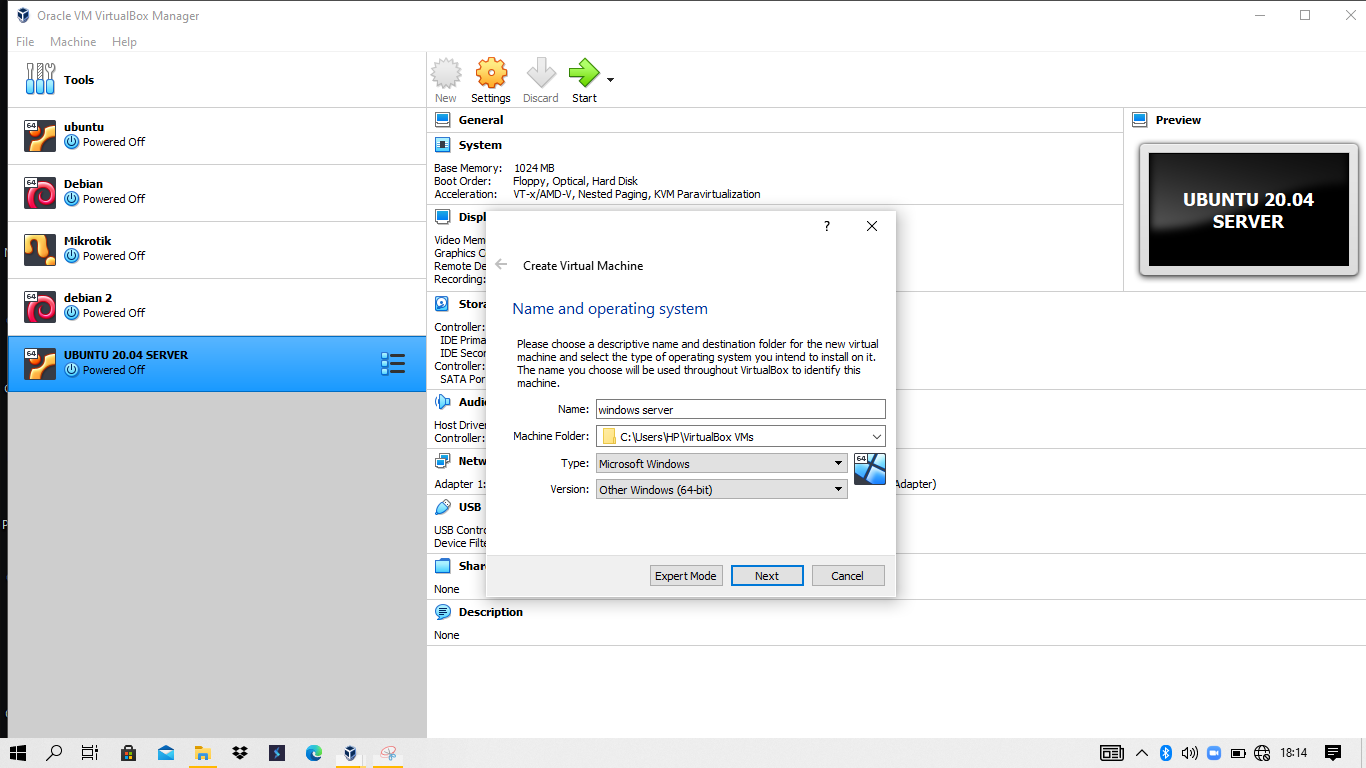 Oracle VM VirtualBox Manager
File Machine Help
Tools
New Settings Discard Start
64 ubuntu
Powered Off
64 Debian
Powered Off
Mikrotik
Powered Off
64 debian 2
Powered Off
64 UBUNTU 20.04 SERVER
Powered Off
General
System
Base Memory: 1024 MB
Boot Order: Floppy, Optical, Hard Disk
Acceleration: VT-x/AMD-V, Nested Paging, KVM Paravirtualization
Displ
Video Mem
Graphics C
Remote De
Recording:
Stora
Controller:
IDE Prima
IDE Secon
Controller:
SATA Por
Audi
Host Driver
Controller:
Netw
Adapter 1: Adapter)
USB
USB Contro
Device Filte
Shar
None
Description
None
Preview
UBUNTU 20.04
SERVER
?
Create Virtual Machine
Name and operating system
Please choose a descriptive name and destination folder for the new virtual
machine and select the type of operating system you intend to install on it.
The name you choose will be used throughout VirtualBox to identify this
machine.
Name: windows server
Machine Folder: C:\Users\HP\VirtualBox VMs
Type: Microsoft Windows
64
Version: Other Windows (64-bit)
Expert Mode Next Cancel
18:14